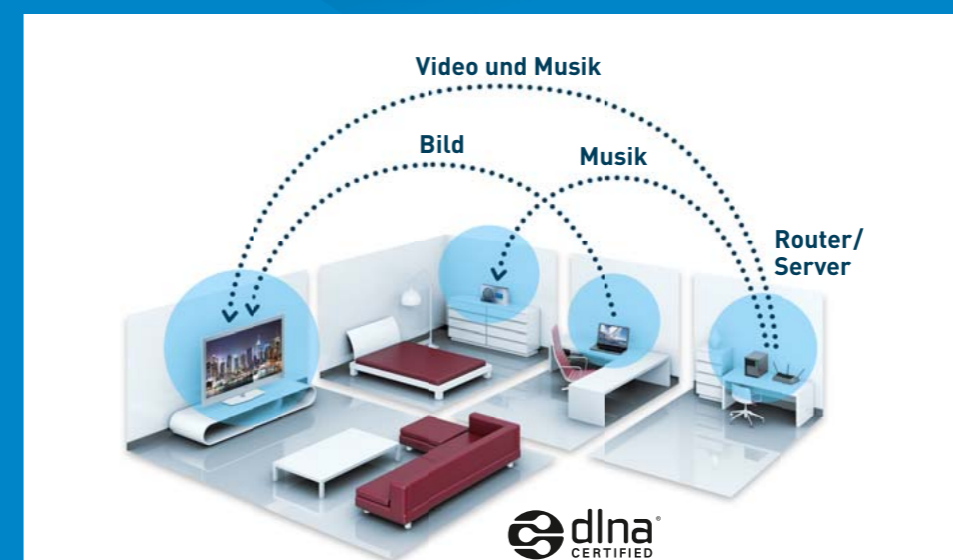 Video und Musik
Bild
Musik
Router/
Server
dlna®
CERTIFIED